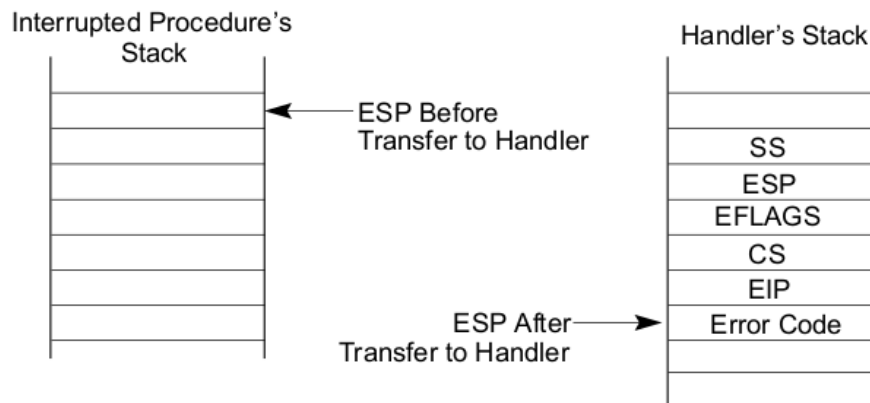 Interrupted Procedure's
Stack
Handler's Stack
ESP Before
Transfer to Handler
SS
ESP
EFLAGS
CS
EIP
ESP After
Transfer to Handler
Error Code